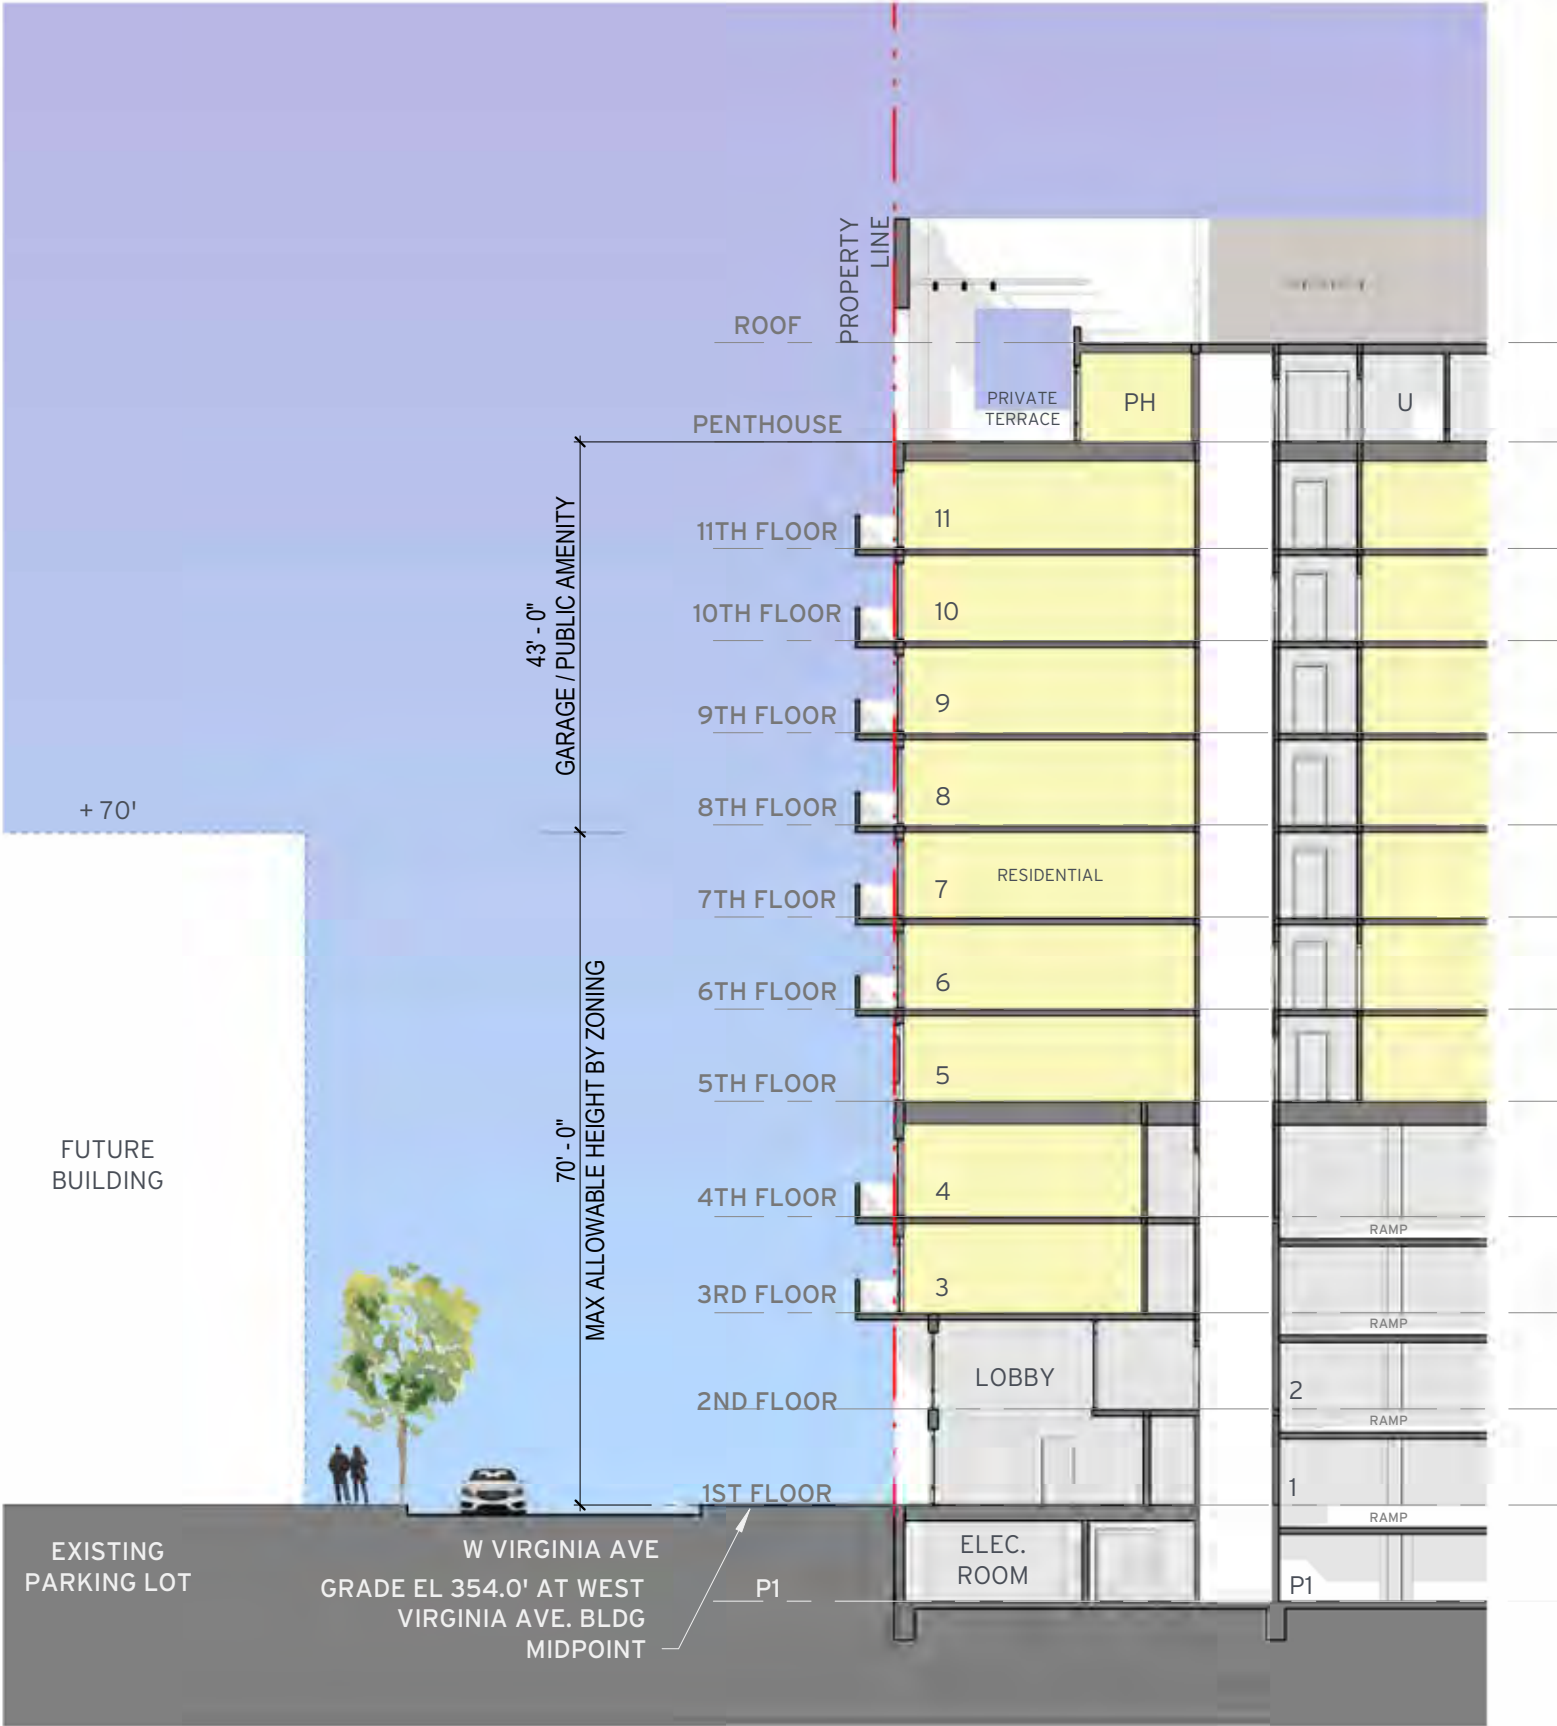 PROPERTY
LINE
ROOF
PRIVATE
TERRACE
PH
U
PENTHOUSE
11TH FLOOR
11
43' - 0"
GARAGE / PUBLIC AMENITY
10TH FLOOR
10
9TH FLOOR
9
+ 70'
8TH FLOOR
8
7TH FLOOR
7
RESIDENTIAL
6TH FLOOR
6
70' - 0"
MAX ALLOWABLE HEIGHT BY ZONING
5TH FLOOR
5
FUTURE
BUILDING
4TH FLOOR
4
RAMP
3RD FLOOR
3
RAMP
LOBBY
2ND FLOOR
2
RAMP
1ST FLOOR
1
RAMP
EXISTING
PARKING LOT
W VIRGINIA AVE
GRADE EL 354.0' AT WEST
VIRGINIA AVE. BLDG
MIDPOINT
P1
ELEC.
ROOM
P1